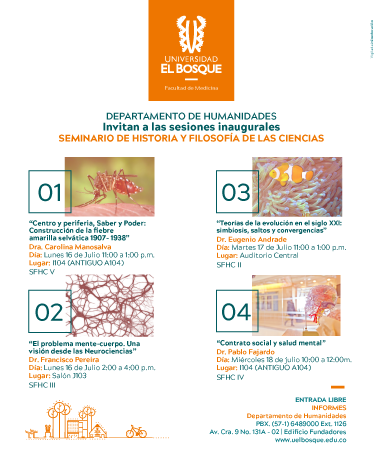 UNIVERSIDAD
EL BOSQUE
Facultad de Medicina
DEPARTAMENTO DE HUMANIDADES
Invitan a las sesiones inaugurales
SEMINARIO DE HISTORIA Y FILOSOFÍA DE LAS CIENCIAS
01
“Centro y periferia, Saber y Poder:
Construcción de la fiebre
amarilla selvática 1907- 1938”
Dra. Carolina Manosalva
Día: Lunes 16 de Julio 11:00 a 1:00 p.m.
Lugar: I104 (ANTIGUO A104)
SFHC V
02
“El problema mente-cuerpo. Una
visión desde las Neurociencias”
Dr. Francisco Pereira
Día: Lunes 16 de Julio 2:00 a 4:00 p.m.
Lugar: Salón J103
SFHC III
03
“Teorías de la evolución en el siglo XXI:
simbiosis, saltos y convergencias”
Dr. Eugenio Andrade
Día: Martes 17 de Julio 11:00 a 1:00 p.m.
Lugar: Auditorio Central
SFHC II
04
“Contrato social y salud mental”
Dr. Pablo Fajardo
Día: Miércoles 18 de julio 10:00 a 12:00m.
Lugar: I104 (ANTIGUO A104)
SFHC IV
ENTRADA LIBRE
INFORMES
Departamento de Humanidades
PBX. (57-1) 6489000 Ext. 1126
Av. Cra. 9 No. 131A - 02 | Edificio Fundadores
www.uelbosque.edu.co